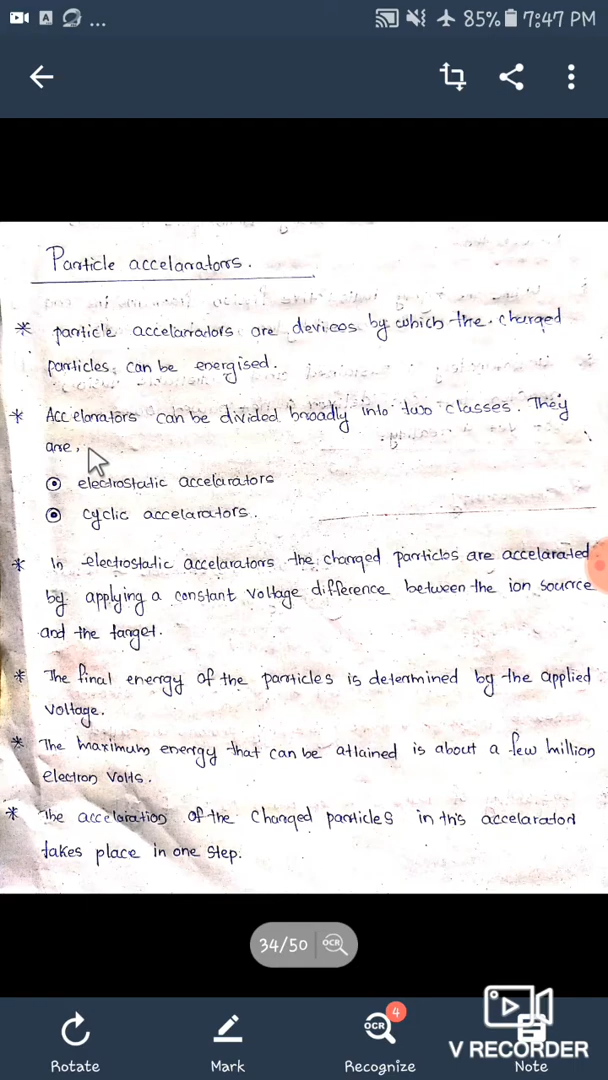 85% 7:47 PM
Particle accelarators.
* particle accelarators are devices by which the charged
particles can be energised.
* Accelarators can be divided broadly into two classes. They
are,
electrostatic accelarators
cyclic accelarators.
* In electrostatic accelarators the charged particles are accelarated
by applying a constant voltage difference between the ion source
and the target.
* The final energy of the particles is determined by the applied
voltage.
* The maximum energy that can be attained is about a few million
electron volts.
* The accelaration of the charged particles in this accelarator
takes place in one step.
34/50 OCR
OCR 4
V RECORDER
Rotate Mark Recognize Note